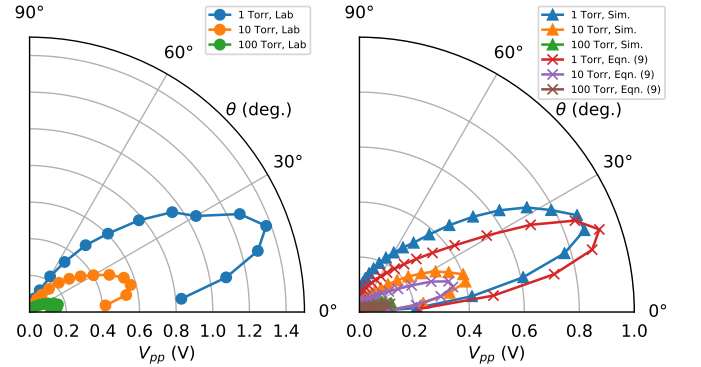 90°
1 Torr, Lab
10 Torr, Lab
100 Torr, Lab
60°
θ (deg.)
30°
0°
0.0 0.2 0.4 0.6 0.8 1.0 1.2 1.4
Vpp (V)
90°
1 Torr, Sim.
10 Torr, Sim.
100 Torr, Sim.
1 Torr, Eqn. (9)
10 Torr, Eqn. (9)
100 Torr, Eqn. (9)
60°
θ (deg.)
30°
0°
0.0 0.2 0.4 0.6 0.8 1.0
Vpp (V)